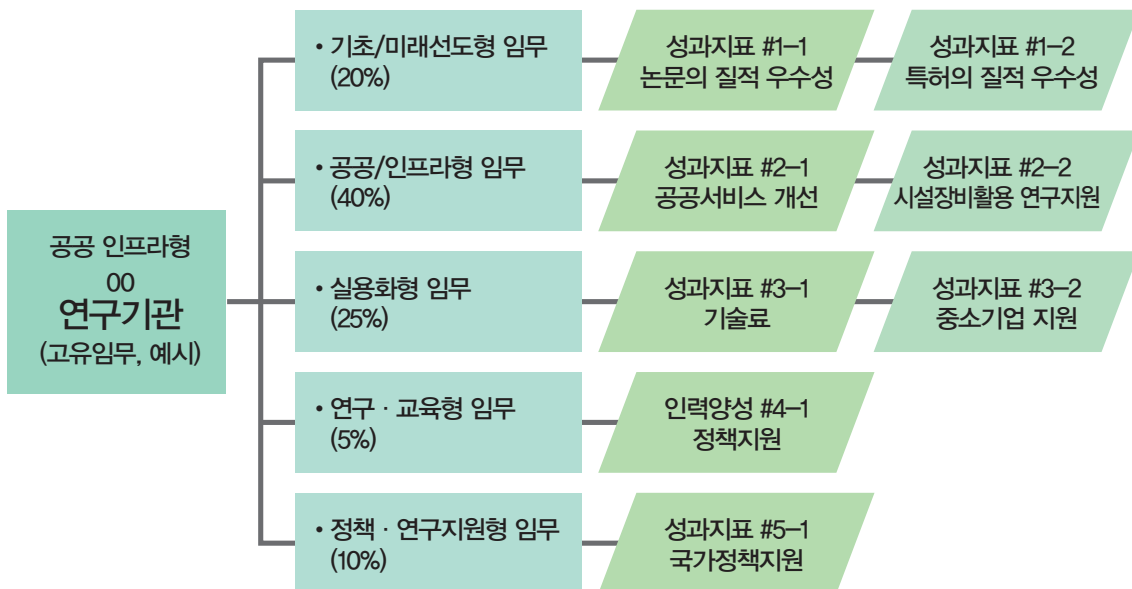 공공 인프라형
00
연구기관
(고유임무, 예시)
• 기초/미래선도형 임무
(20%)
성과지표 #1-1
논문의 질적 우수성
성과지표 #1-2
특허의 질적 우수성
• 공공/인프라형 임무
(40%)
성과지표 #2-1
공공서비스 개선
성과지표 #2-2
시설장비활용 연구지원
• 실용화형 임무
(25%)
성과지표 #3-1
기술료
성과지표 #3-2
중소기업 지원
• 연구 · 교육형 임무
(5%)
인력양성 #4-1
정책지원
• 정책 · 연구지원형 임무
(10%)
성과지표 #5-1
국가정책지원